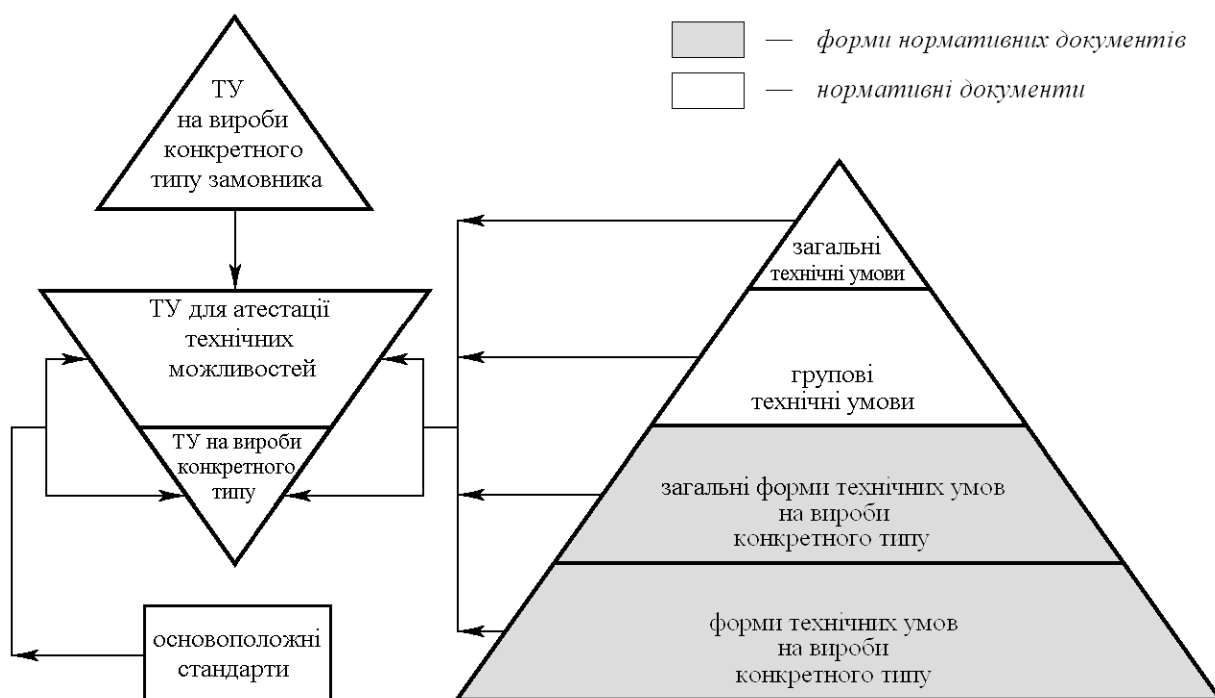 — форми нормативних документів
— нормативні документи
ТУ
на вироби
конкретного
типу замовника
ТУ для атестації
технічних
можливостей
ТУ на вироби
конкретного
типу
основоположні
стандарти
загальні
технічні умови
групові
технічні умови
загальні форми технічних умов
на вироби
конкретного типу
форми технічних умов
на вироби
конкретного типу